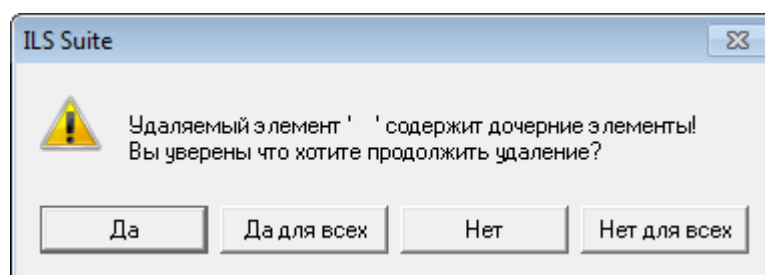 ILS Suite
Удаляемый элемент ' ' содержит дочерние элементы!
Вы уверены что хотите продолжить удаление?
Да Да для всех Нет Нет для всех